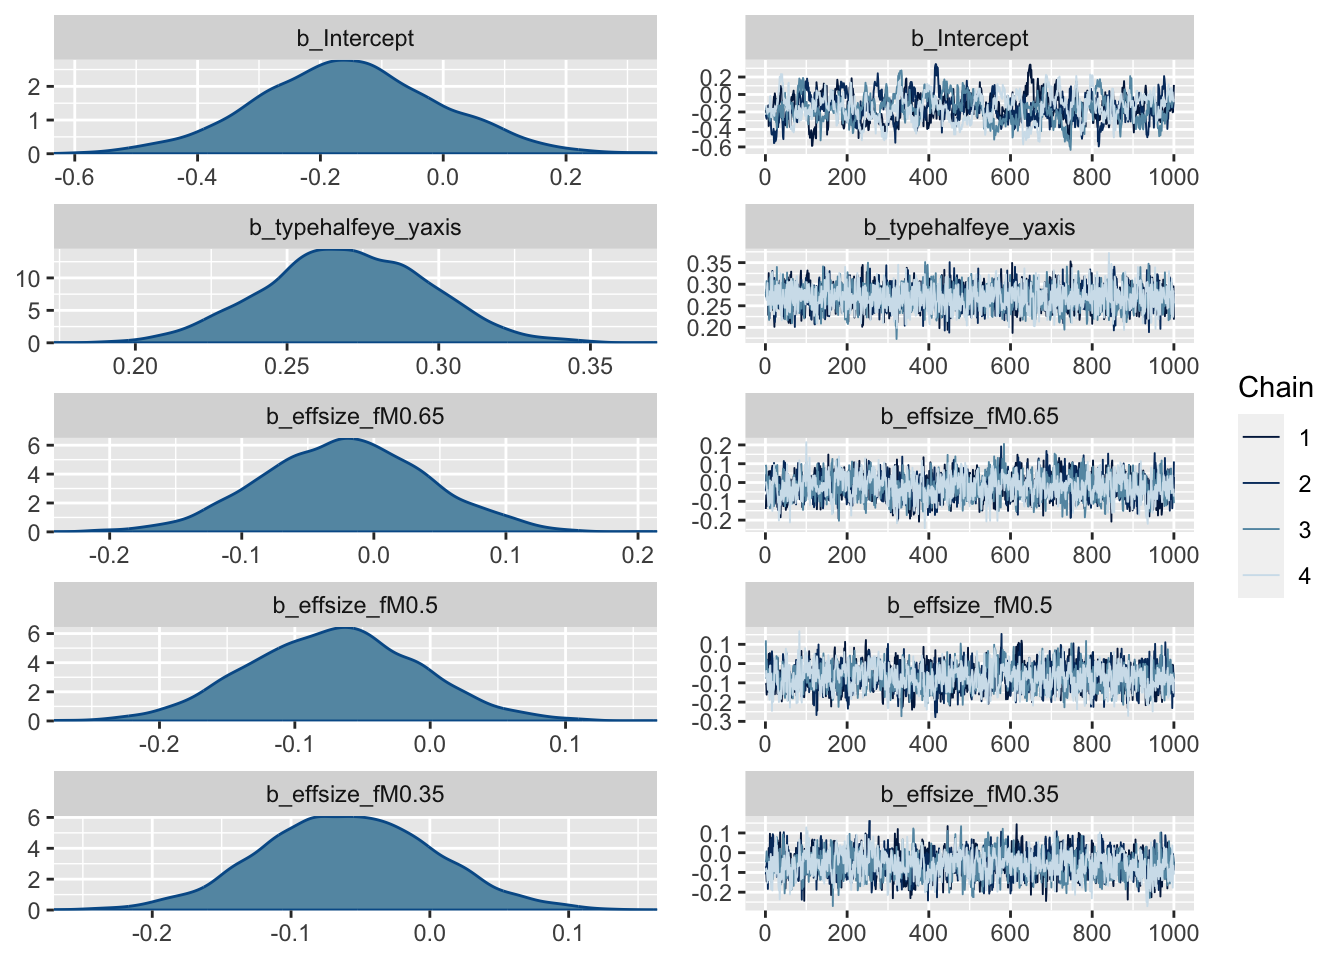 b_Intercept
2
1
0
-0.6 -0.4 -0.2 0.0 0.2
b_Intercept
0.2
0.0
-0.2
-0.4
-0.6
0 200 400 600 800 1000
b_typehalfeye_yaxis
10
5
0
0.20 0.25 0.30 0.35
b_typehalfeye_yaxis
0.35
0.30
0.25
0.20
0 200 400 600 800 1000
b_effsize_fM0.65
6
4
2
0
-0.2 -0.1 0.0 0.1 0.2
b_effsize_fM0.65
0.2
0.1
0.0
-0.1
-0.2
0 200 400 600 800 1000
b_effsize_fM0.5
6
4
2
0
-0.2 -0.1 0.0 0.1
b_effsize_fM0.5
0.1
0.0
-0.1
-0.2
-0.3
0 200 400 600 800 1000
b_effsize_fM0.35
6
4
2
0
-0.2 -0.1 0.0 0.1
b_effsize_fM0.35
0.1
0.0
-0.1
-0.2
0 200 400 600 800 1000
Chain
1
2
3
4